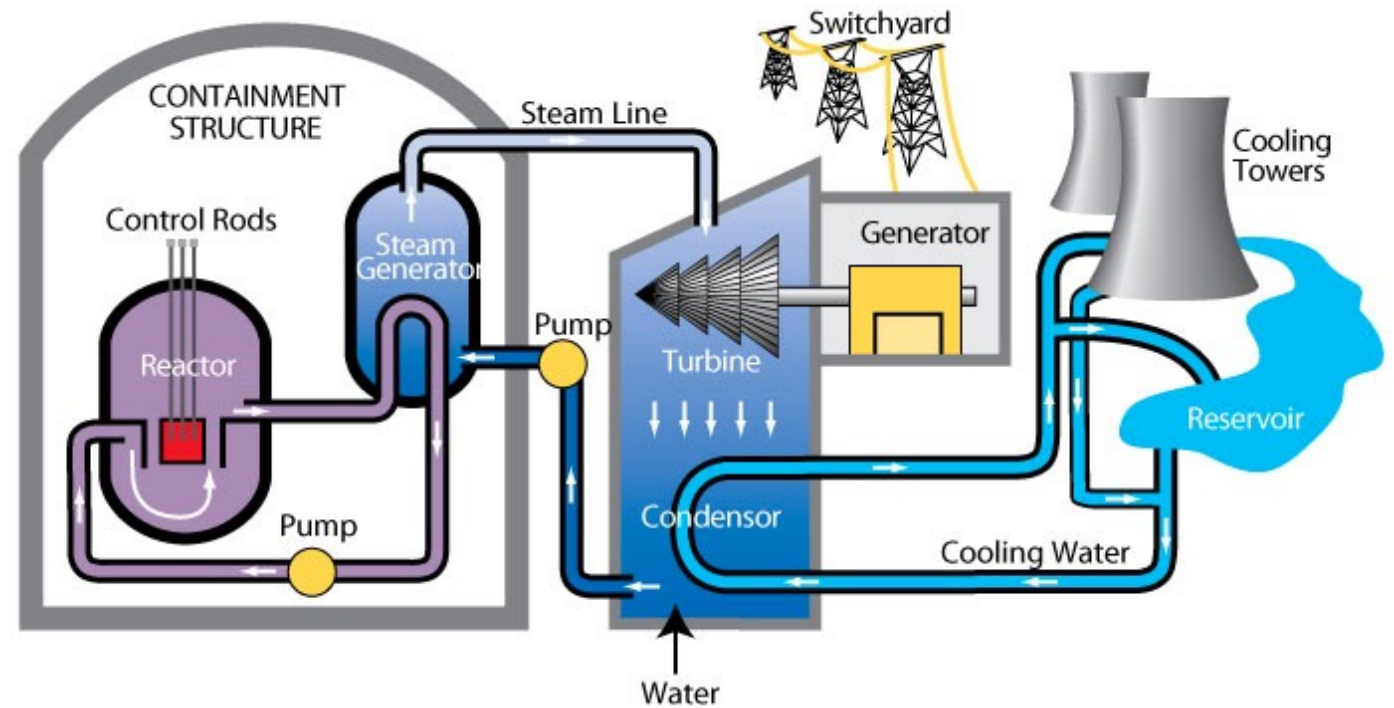 Switchyard
CONTAINMENT
STRUCTURE
Steam Line
Cooling
Towers
Control Rods
Generator
Steam
Generator
Pump
Reactor
Turbine
Reservoir
Condensor
Pump
Cooling Water
Water